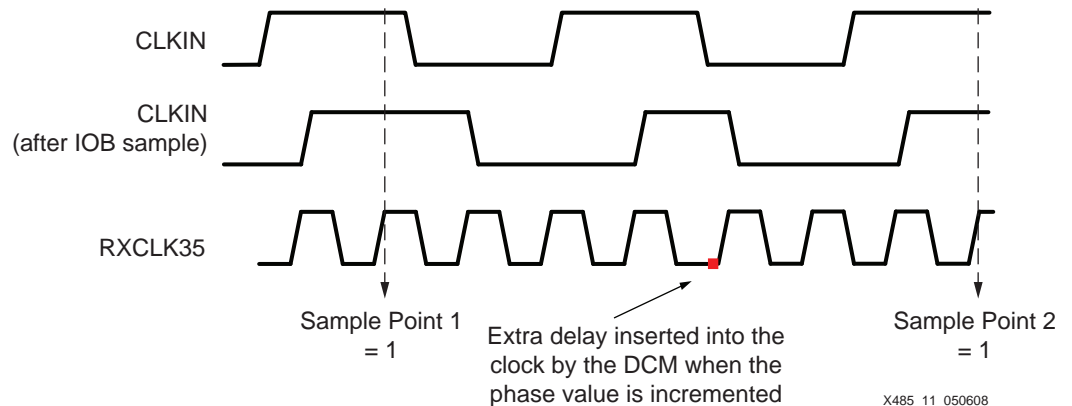 CLKIN
CLKIN
(after IOB sample)
RXCLK35
Sample Point 1
= 1
Extra delay inserted into the
clock by the DCM when the
phase value is incremented
Sample Point 2
= 1
X485_11_050608